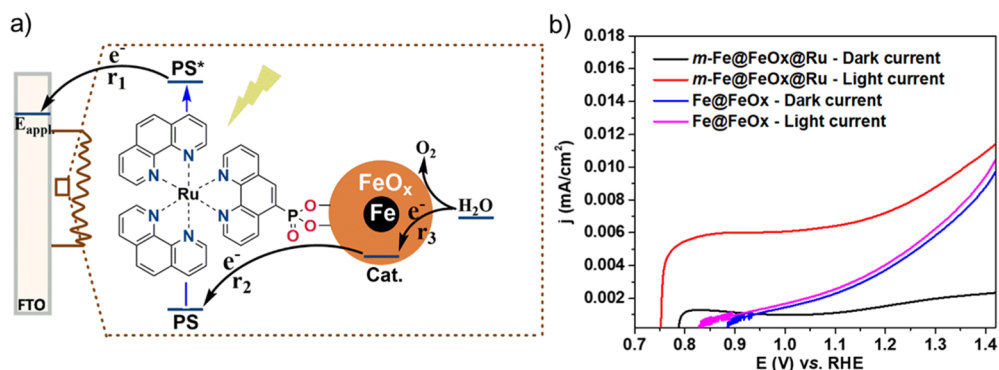 a)
e⁻
r₁
PS*
Eappl.
N
N
N
N
Ru
N
N
P
O
O
O
FeOₓ
Fe
O₂
H₂O
e⁻
r₃
Cat.
e⁻
r₂
PS
FTO
b)
j (mA/cm²)
0.018
0.016
0.014
0.012
0.010
0.008
0.006
0.004
0.002
m-Fe@FeOx@Ru - Dark current
m-Fe@FeOx@Ru - Light current
Fe@FeOx - Dark current
Fe@FeOx - Light current
0.7 0.8 0.9 1.0 1.1 1.2 1.3 1.4
E (V) vs. RHE